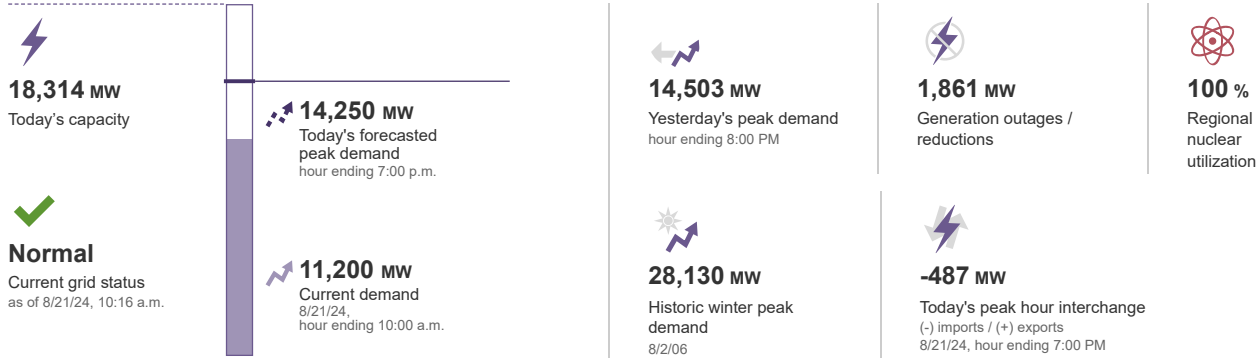 18,314 MW
Today's capacity
Normal
Current grid status
as of 8/21/24, 10:16 a.m.
14,250 MW
Today's forecasted
peak demand
hour ending 7:00 p.m.
11,200 MW
Current demand
8/21/24,
hour ending 10:00 a.m.
14,503 MW
Yesterday's peak demand
hour ending 8:00 PM
1,861 MW
Generation outages /
reductions
100 %
Regional
nuclear
utilization
28,130 MW
Historic winter peak
demand
8/2/06
-487 MW
Today's peak hour interchange
(-) imports / (+) exports
8/21/24, hour ending 7:00 PM